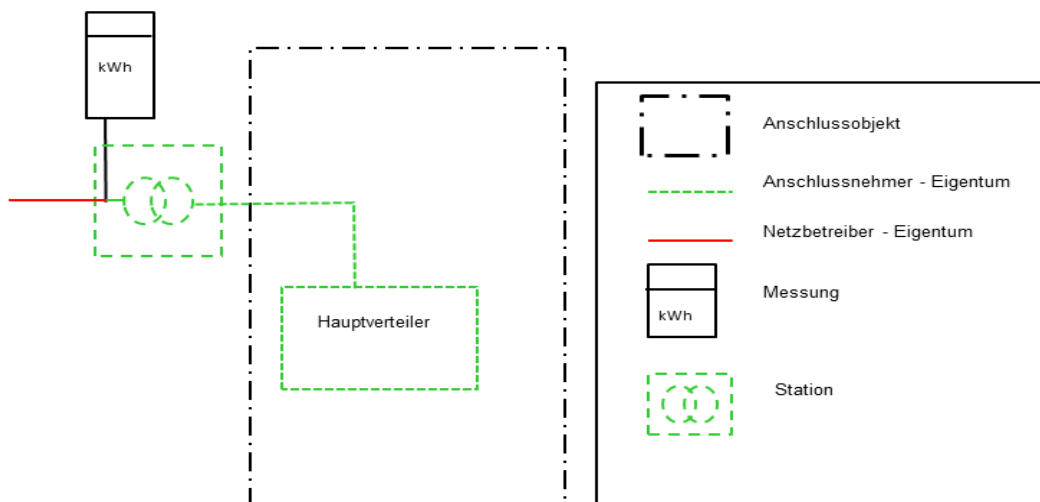 kWh
Hauptverteiler
Anschlussobjekt
Anschlussnehmer - Eigentum
Netzbetreiber - Eigentum
Messung
kWh
Station